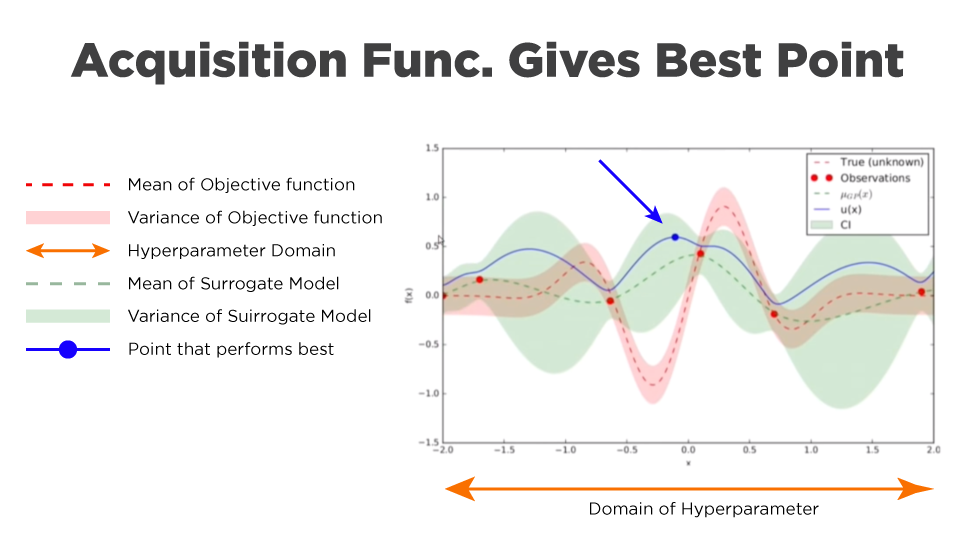 Acquisition Func. Gives Best Point
Mean of Objective function
Variance of Objective function
Hyperparameter Domain
Mean of Surrogate Model
Variance of Suirrogate Model
Point that performs best
1.5
1.0
0.5
0.0
−0.5
−1.0
−1.5
f(x)
True (unknown)
Observations
μGP(x)
u(x)
CI
−2.0 −1.5 −1.0 −0.5 0.0 0.5 1.0 1.5 2.0
x
Domain of Hyperparameter